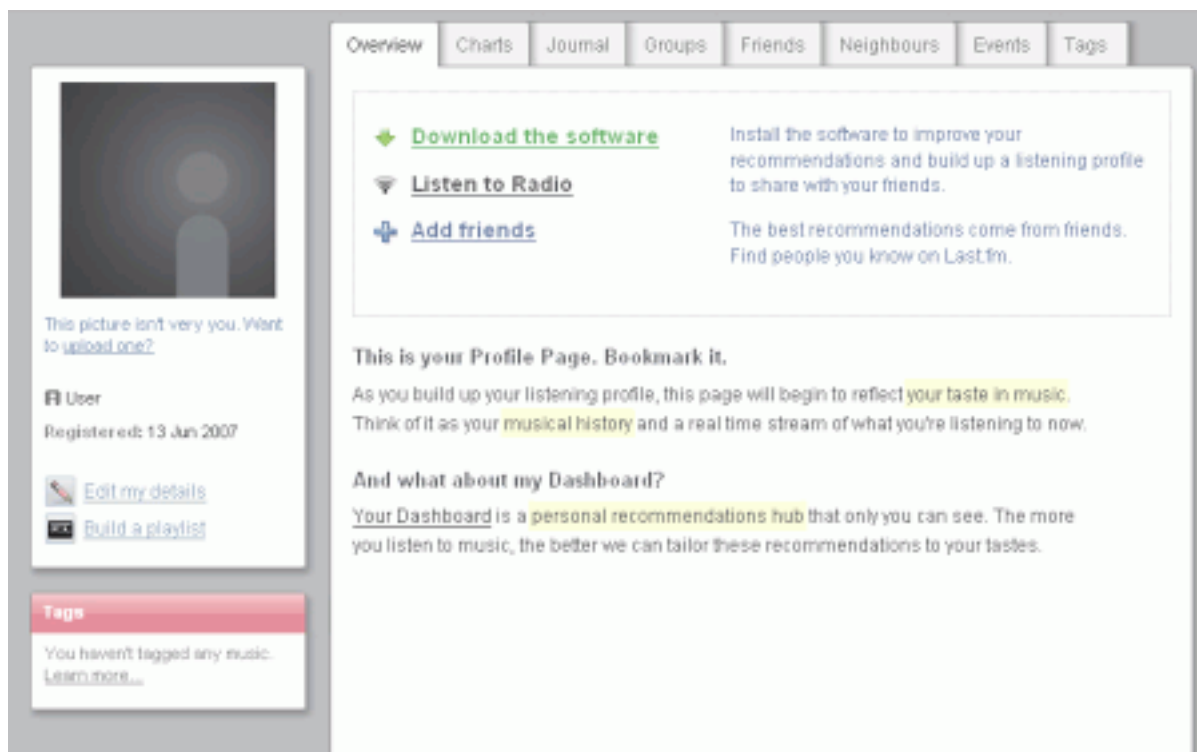 Overview Charts Journal Groups Friends Neighbours Events Tags
This picture isn't very you. Want
to upload one?
User
Registered: 13 Jun 2007
Edit my details
Build a playlist
Tags
You haven't tagged any music.
Learn more...
Download the software
Listen to Radio
Add friends
Install the software to improve your
recommendations and build up a listening profile
to share with your friends.
The best recommendations come from friends.
Find people you know on Last.fm.
This is your Profile Page. Bookmark it.
As you build up your listening profile, this page will begin to reflect your taste in music.
Think of it as your musical history and a real time stream of what you're listening to now.
And what about my Dashboard?
Your Dashboard is a personal recommendations hub that only you can see. The more
you listen to music, the better we can tailor these recommendations to your tastes.